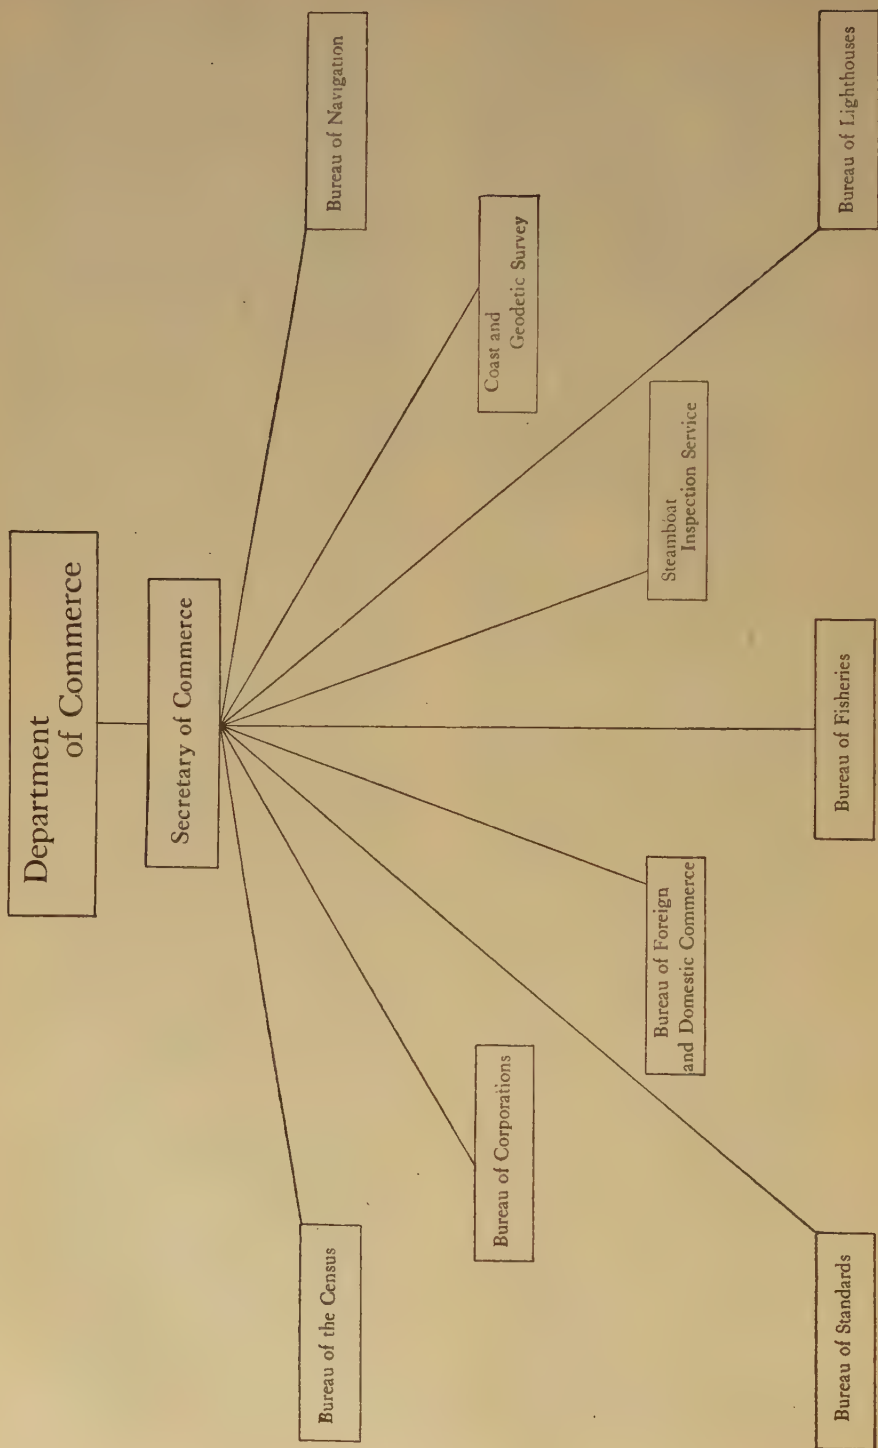 Department
of Commerce
Secretary of Commerce
Bureau of the Census
Bureau of Navigation
Bureau of Corporations
Coast and
Geodetic Survey
Bureau of Foreign
and Domestic Commerce
Steamboat
Inspection Service
Bureau of Standards
Bureau of Fisheries
Bureau of Lighthouses